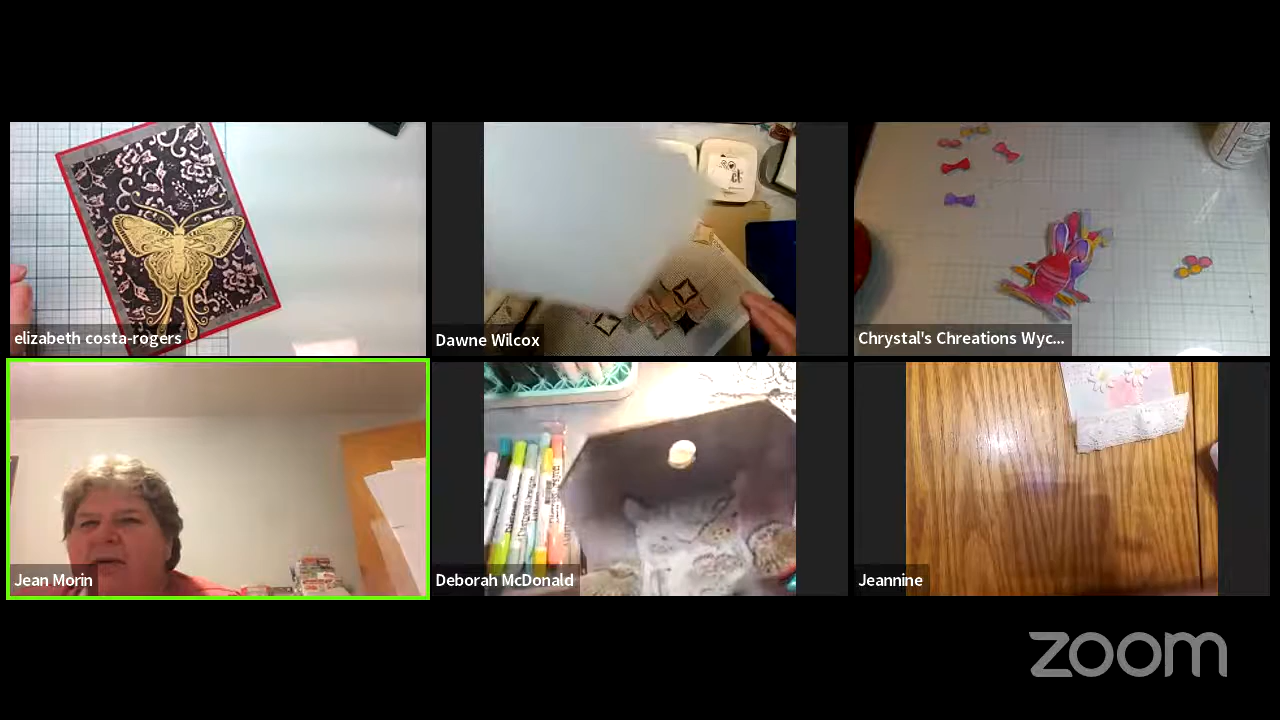 elizabeth costa-rogers
Dawne Wilcox
Chrystal's Chreations Wyc...
Jean Morin
Deborah McDonald
Jeannine
zoom